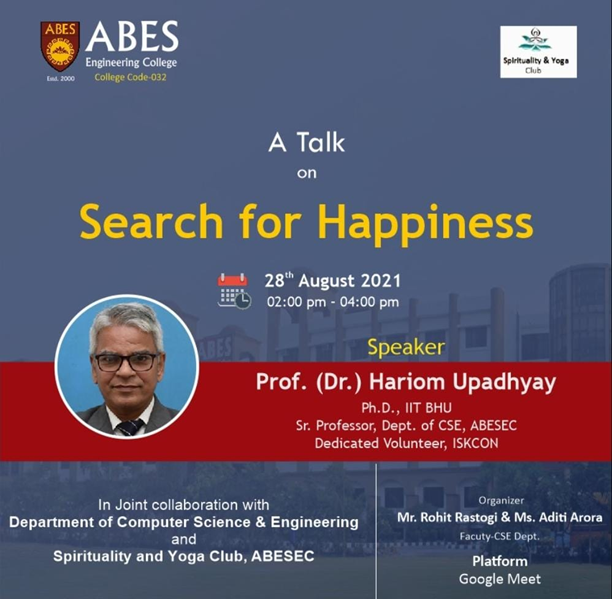 ABES
Estd. 2000
ABES
Engineering College
College Code-032
Spirituality & Yoga
Club
A Talk
on
Search for Happiness
28th August 2021
02:00 pm - 04:00 pm
ABES
Speaker
Prof. (Dr.) Hariom Upadhyay
Ph.D., IIT BHU
Sr. Professor, Dept. of CSE, ABESEC
Dedicated Volunteer, ISKCON
In Joint collaboration with
Department of Computer Science & Engineering
and
Spirituality and Yoga Club, ABESEC
Organizer
Mr. Rohit Rastogi & Ms. Aditi Arora
Facuty-CSE Dept.
Platform
Google Meet